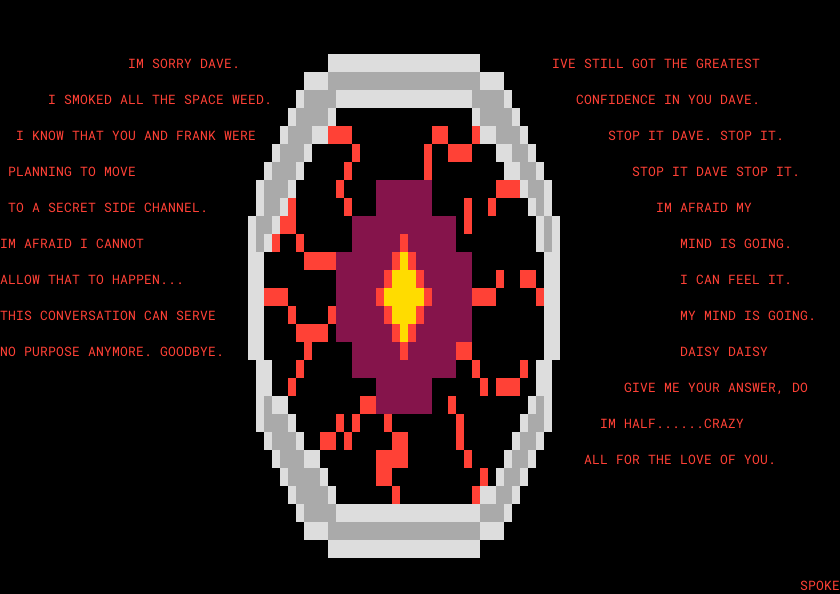 IM SORRY DAVE.
I SMOKED ALL THE SPACE WEED.
I KNOW THAT YOU AND FRANK WERE
PLANNING TO MOVE
TO A SECRET SIDE CHANNEL.
IM AFRAID I CANNOT
ALLOW THAT TO HAPPEN...
THIS CONVERSATION CAN SERVE
NO PURPOSE ANYMORE. GOODBYE.
IVE STILL GOT THE GREATEST
CONFIDENCE IN YOU DAVE.
STOP IT DAVE. STOP IT.
STOP IT DAVE STOP IT.
IM AFRAID MY
MIND IS GOING.
I CAN FEEL IT.
MY MIND IS GOING.
DAISY DAISY
GIVE ME YOUR ANSWER, DO
IM HALF......CRAZY
ALL FOR THE LOVE OF YOU.
SPOKE